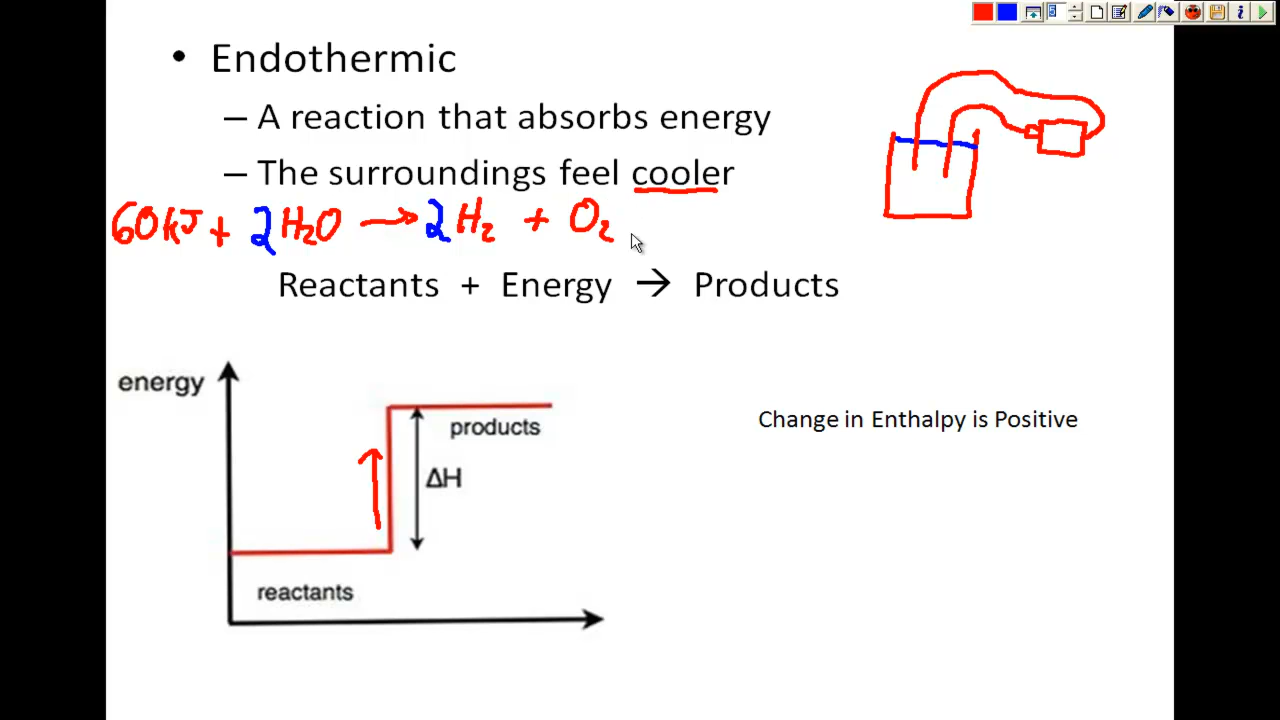 • Endothermic
– A reaction that absorbs energy
– The surroundings feel cooler
60kJ + 2H₂O → 2H₂ + O₂
Reactants + Energy → Products
energy
products
ΔH
reactants
Change in Enthalpy is Positive